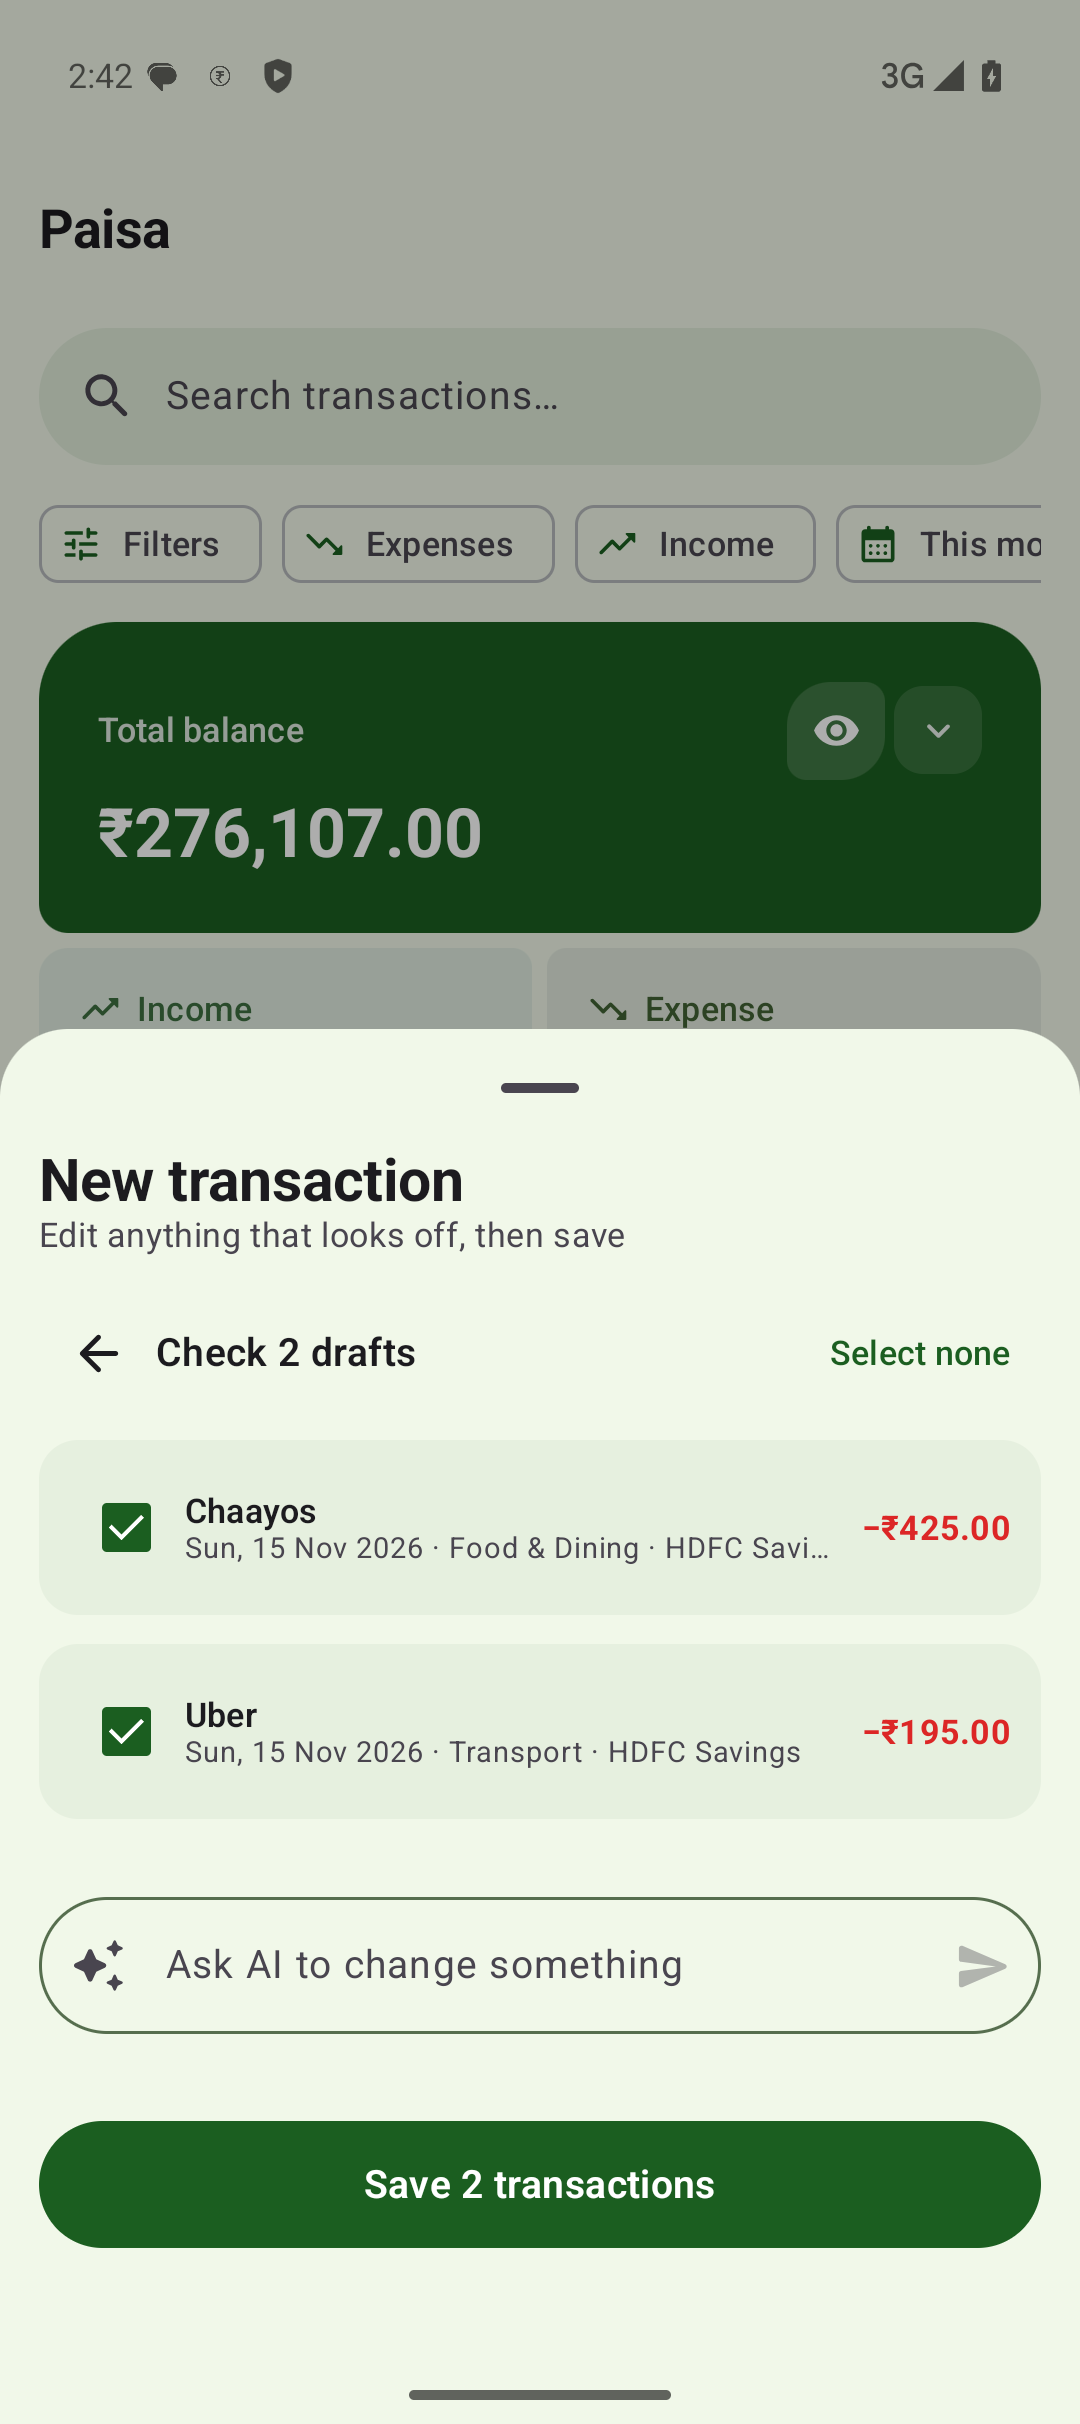 2:42
3G
Paisa
Search transactions…
Filters
Expenses
Income
This mo
Total balance
₹276,107.00
Income
Expense
New transaction
Edit anything that looks off, then save
Check 2 drafts
Select none
Chaayos
Sun, 15 Nov 2026 · Food & Dining · HDFC Savi…
−₹425.00
Uber
Sun, 15 Nov 2026 · Transport · HDFC Savings
−₹195.00
Ask AI to change something
Save 2 transactions